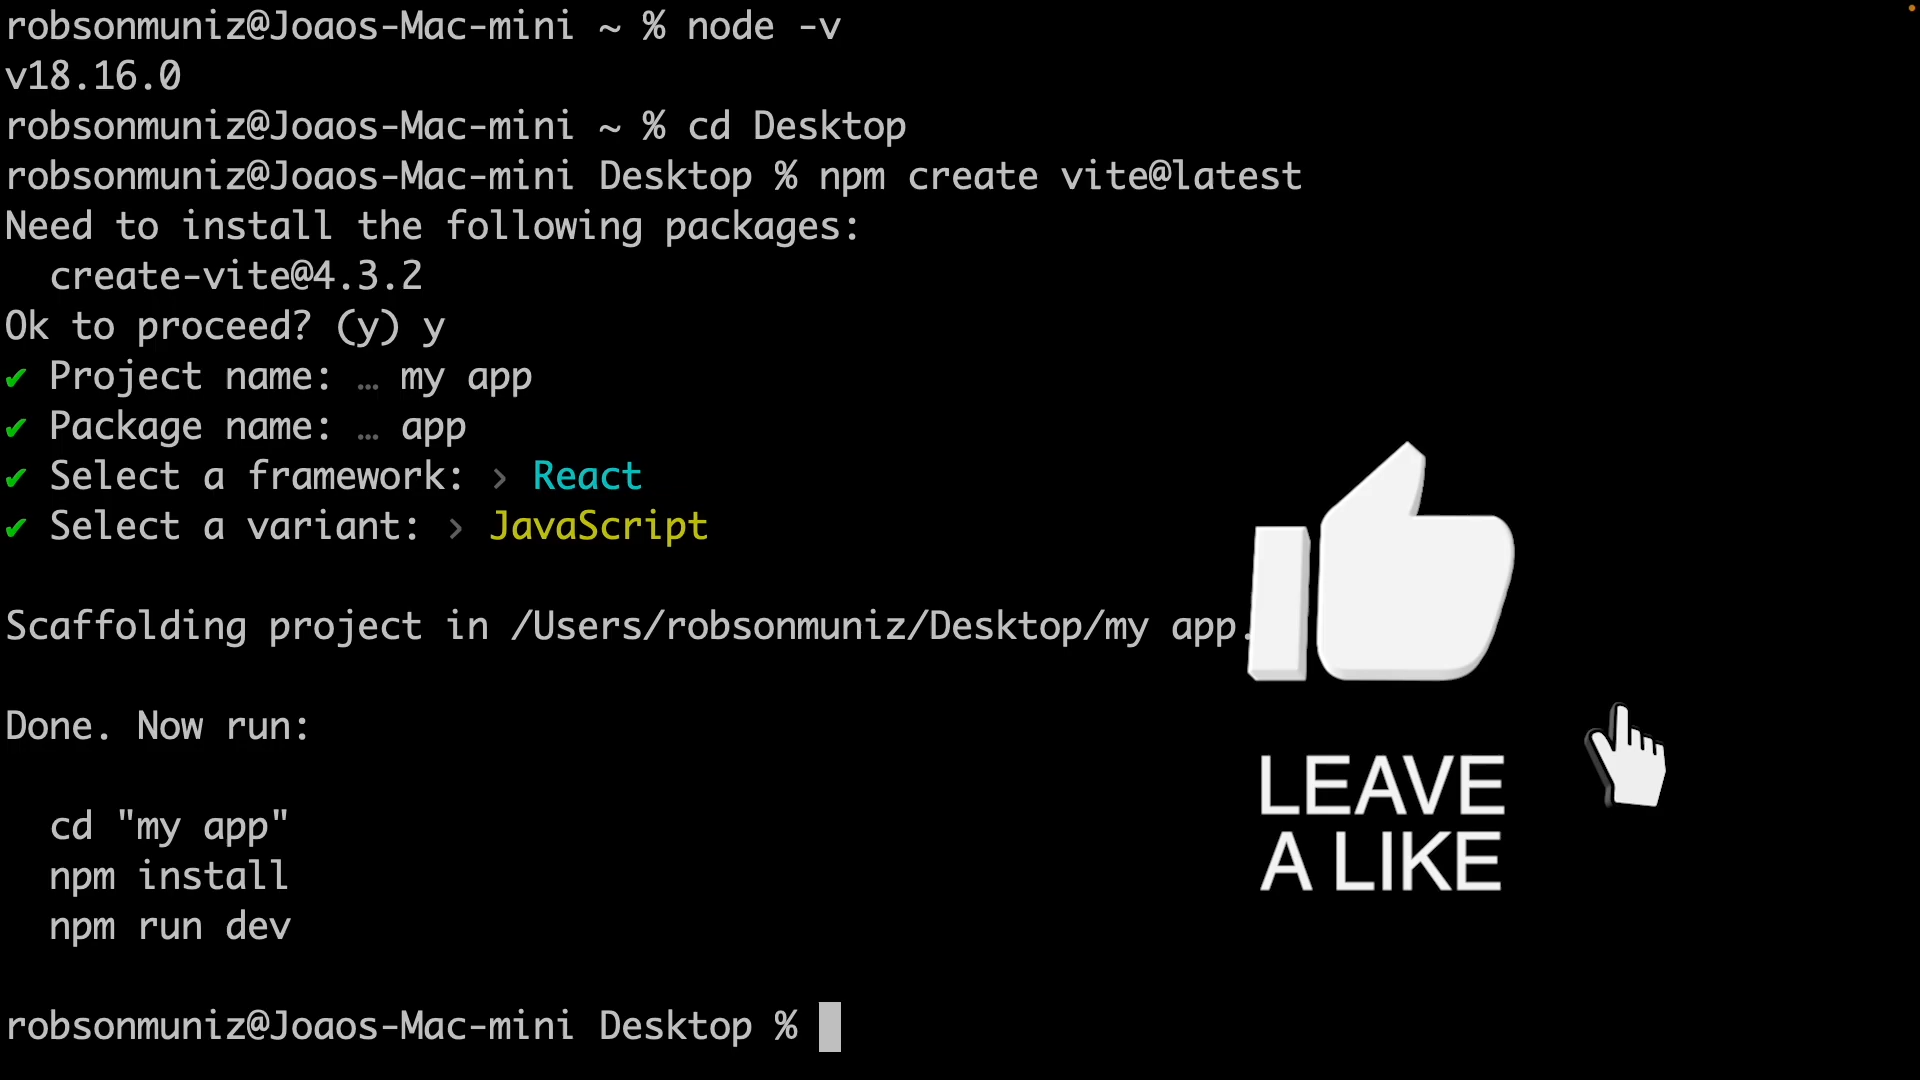 robsonmuniz@Joaos-Mac-mini ~ % node -v
v18.16.0
robsonmuniz@Joaos-Mac-mini ~ % cd Desktop
robsonmuniz@Joaos-Mac-mini Desktop % npm create vite@latest
Need to install the following packages:
  create-vite@4.3.2
Ok to proceed? (y) y
✔ Project name: … my app
✔ Package name: … app
✔ Select a framework: › React
✔ Select a variant: › JavaScript
Scaffolding project in /Users/robsonmuniz/Desktop/my app.
Done. Now run:
  cd "my app"
  npm install
  npm run dev
robsonmuniz@Joaos-Mac-mini Desktop %
LEAVE
A LIKE